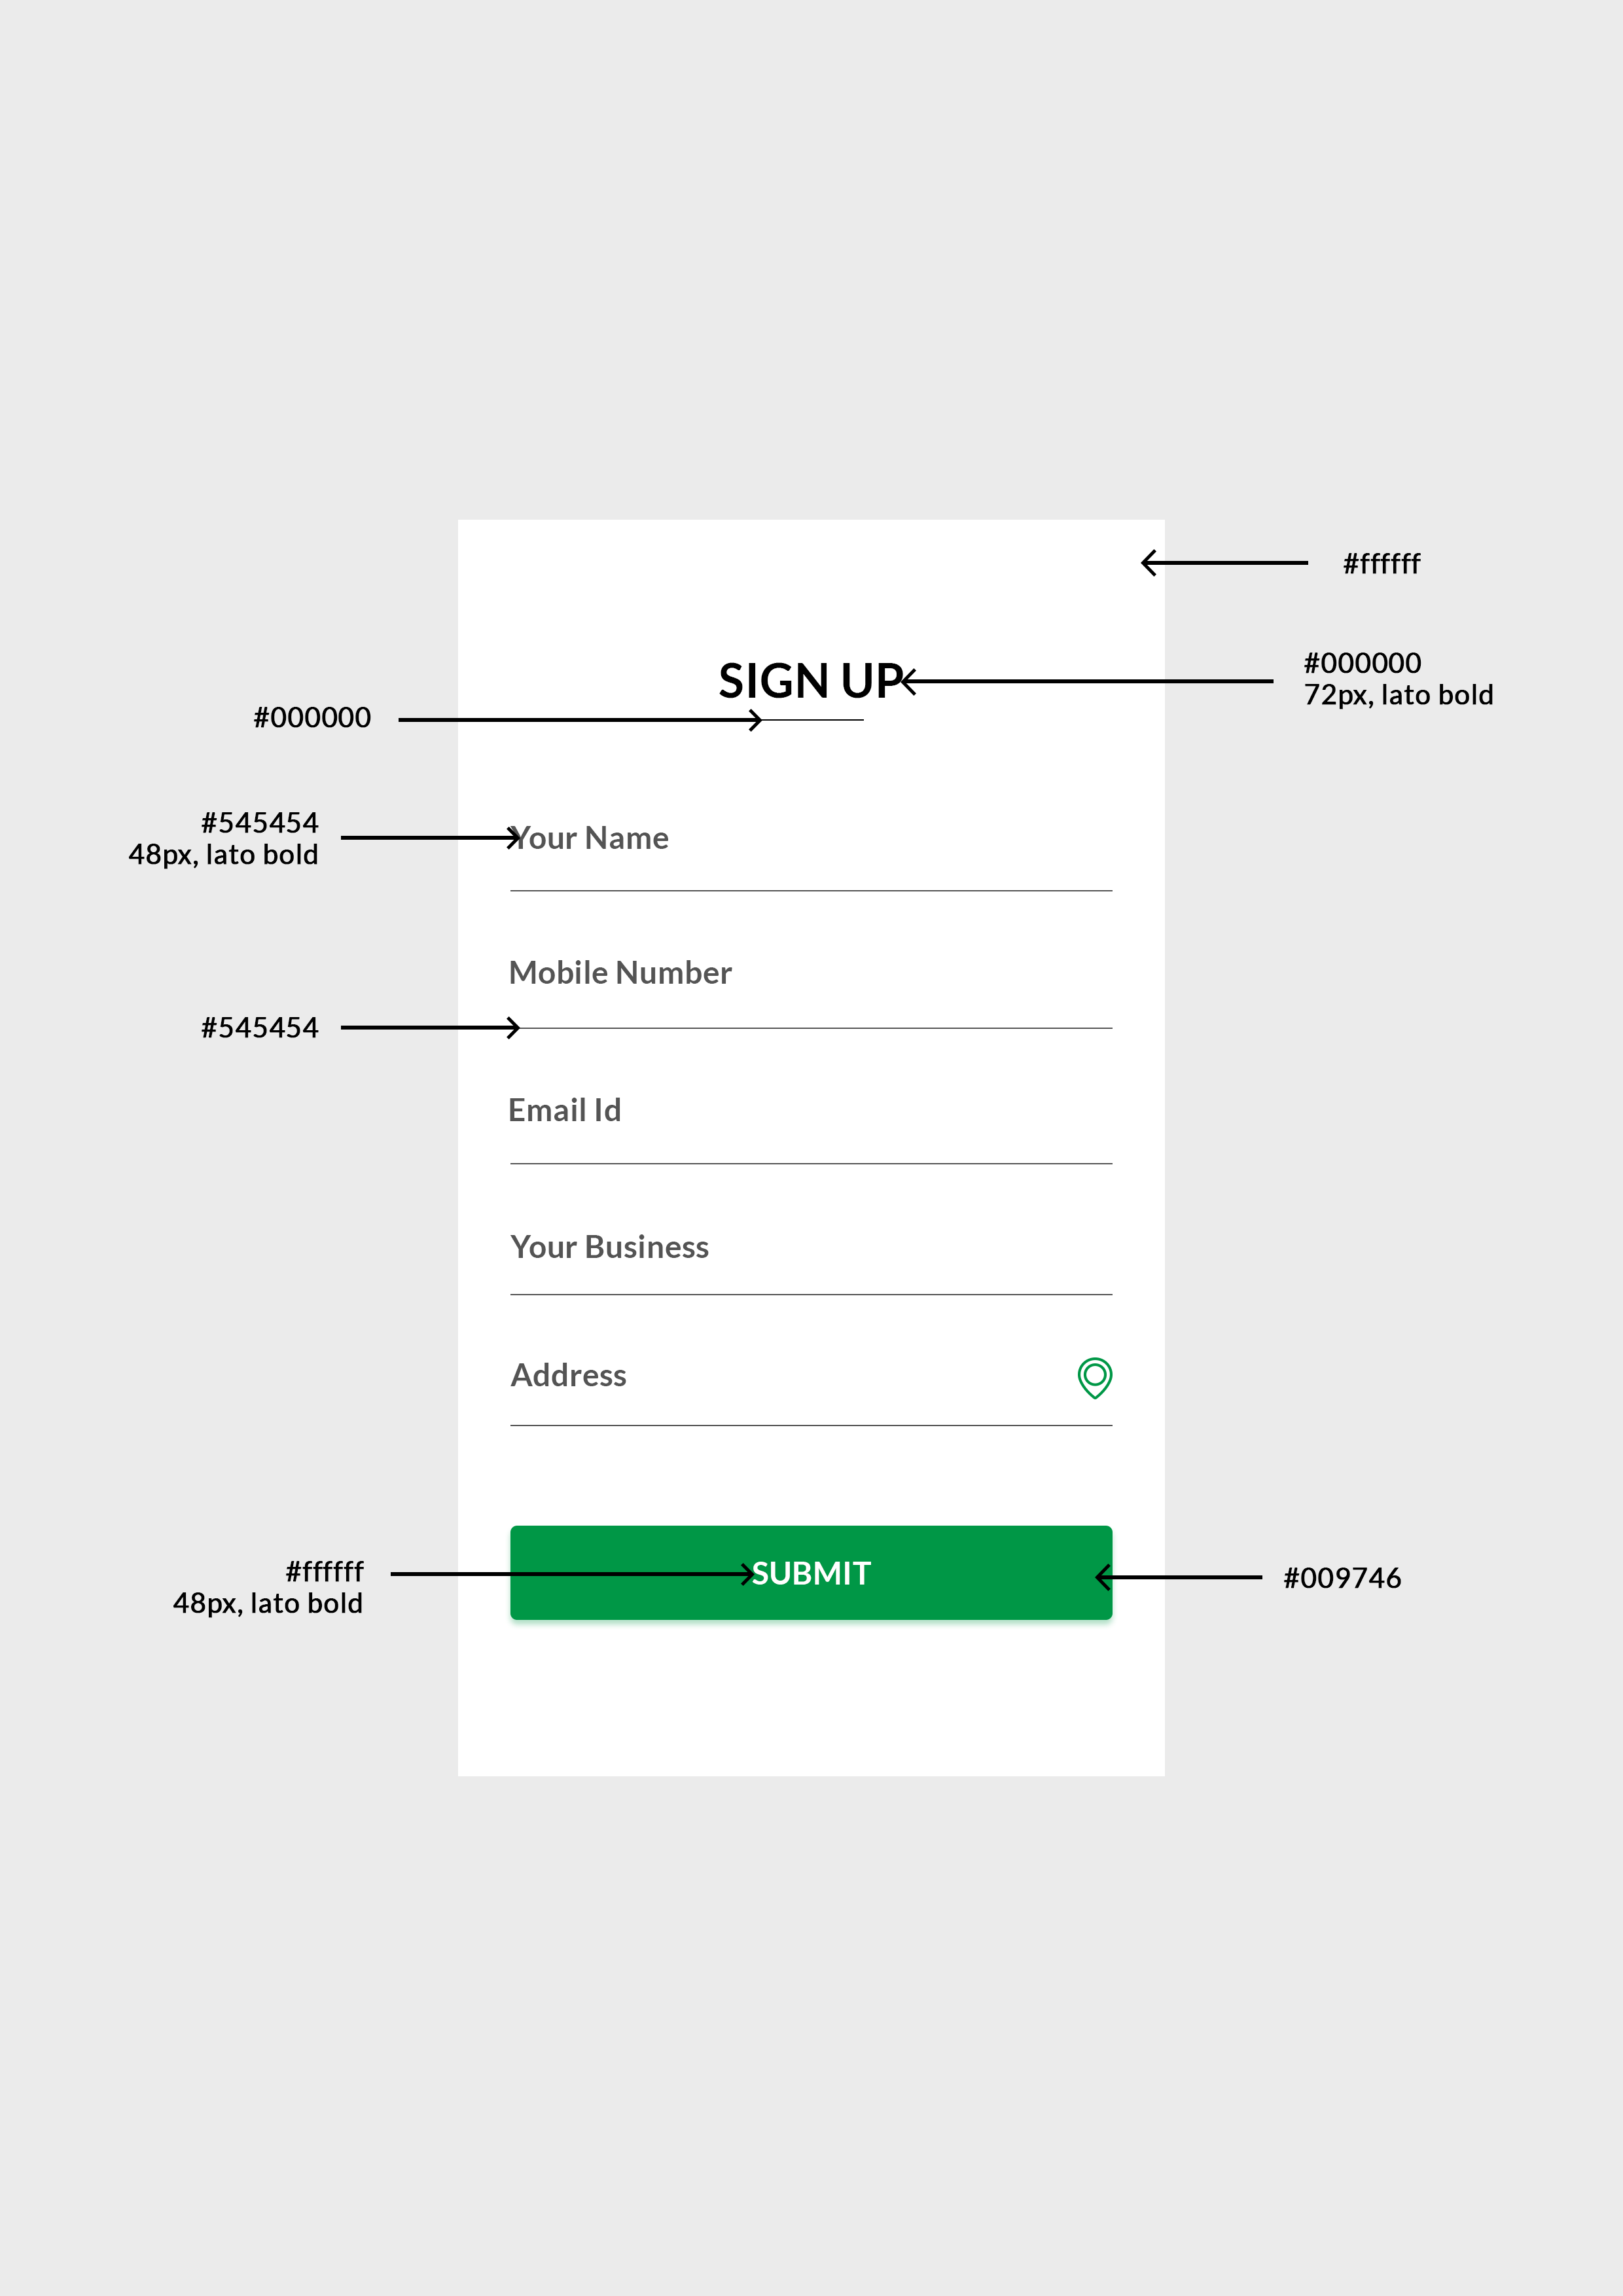 #ffffff
SIGN UP
#000000
72px, lato bold
#000000
#545454
48px, lato bold
Your Name
Mobile Number
#545454
Email Id
Your Business
Address
#ffffff
48px, lato bold
SUBMIT
#009746